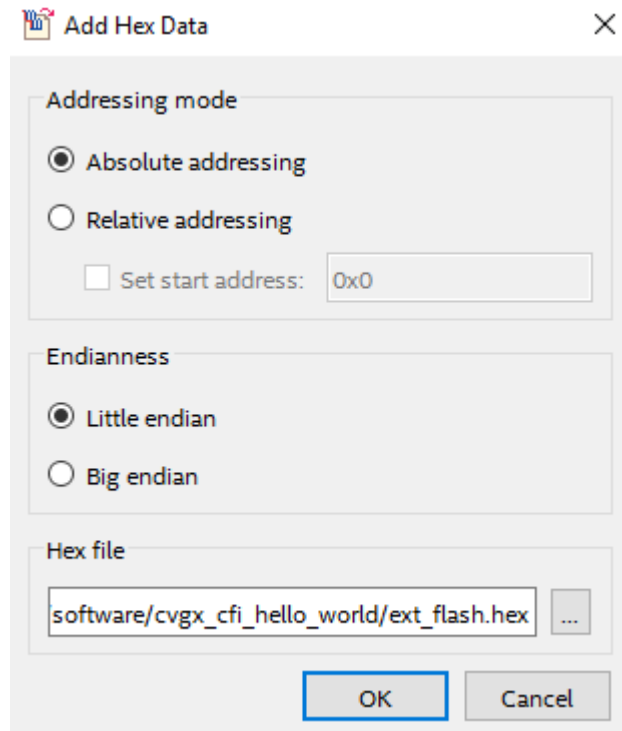 Add Hex Data
Addressing mode
Absolute addressing
Relative addressing
Set start address: 0x0
Endianness
Little endian
Big endian
Hex file
software/cvgx_cfi_hello_world/ext_flash.hex ...
OK Cancel